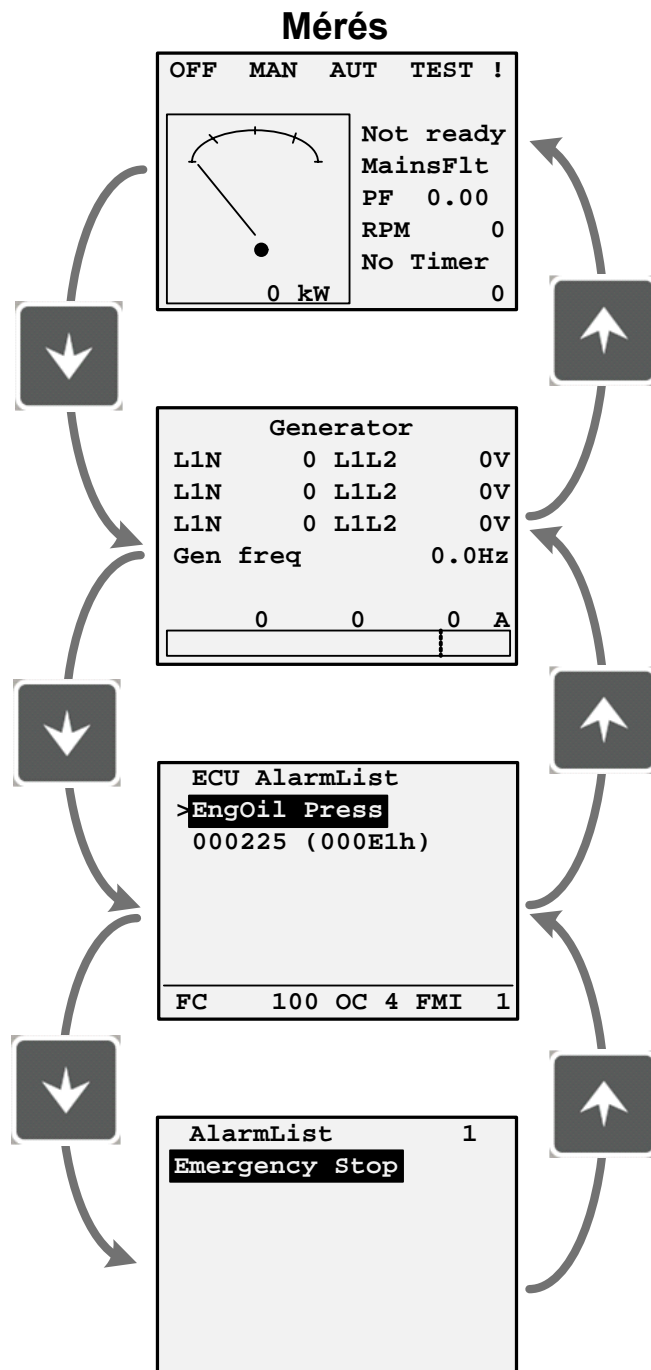 Mérés
OFF MAN AUT TEST !
Not ready
MainsFlt
PF 0.00
RPM 0
No Timer
0 kW 0
Generator
L1N 0 L1L2 0V
L1N 0 L1L2 0V
L1N 0 L1L2 0V
Gen freq 0.0Hz
0 0 0 A
ECU AlarmList
>EngOil Press
000225 (000E1h)
FC 100 OC 4 FMI 1
AlarmList 1
Emergency Stop